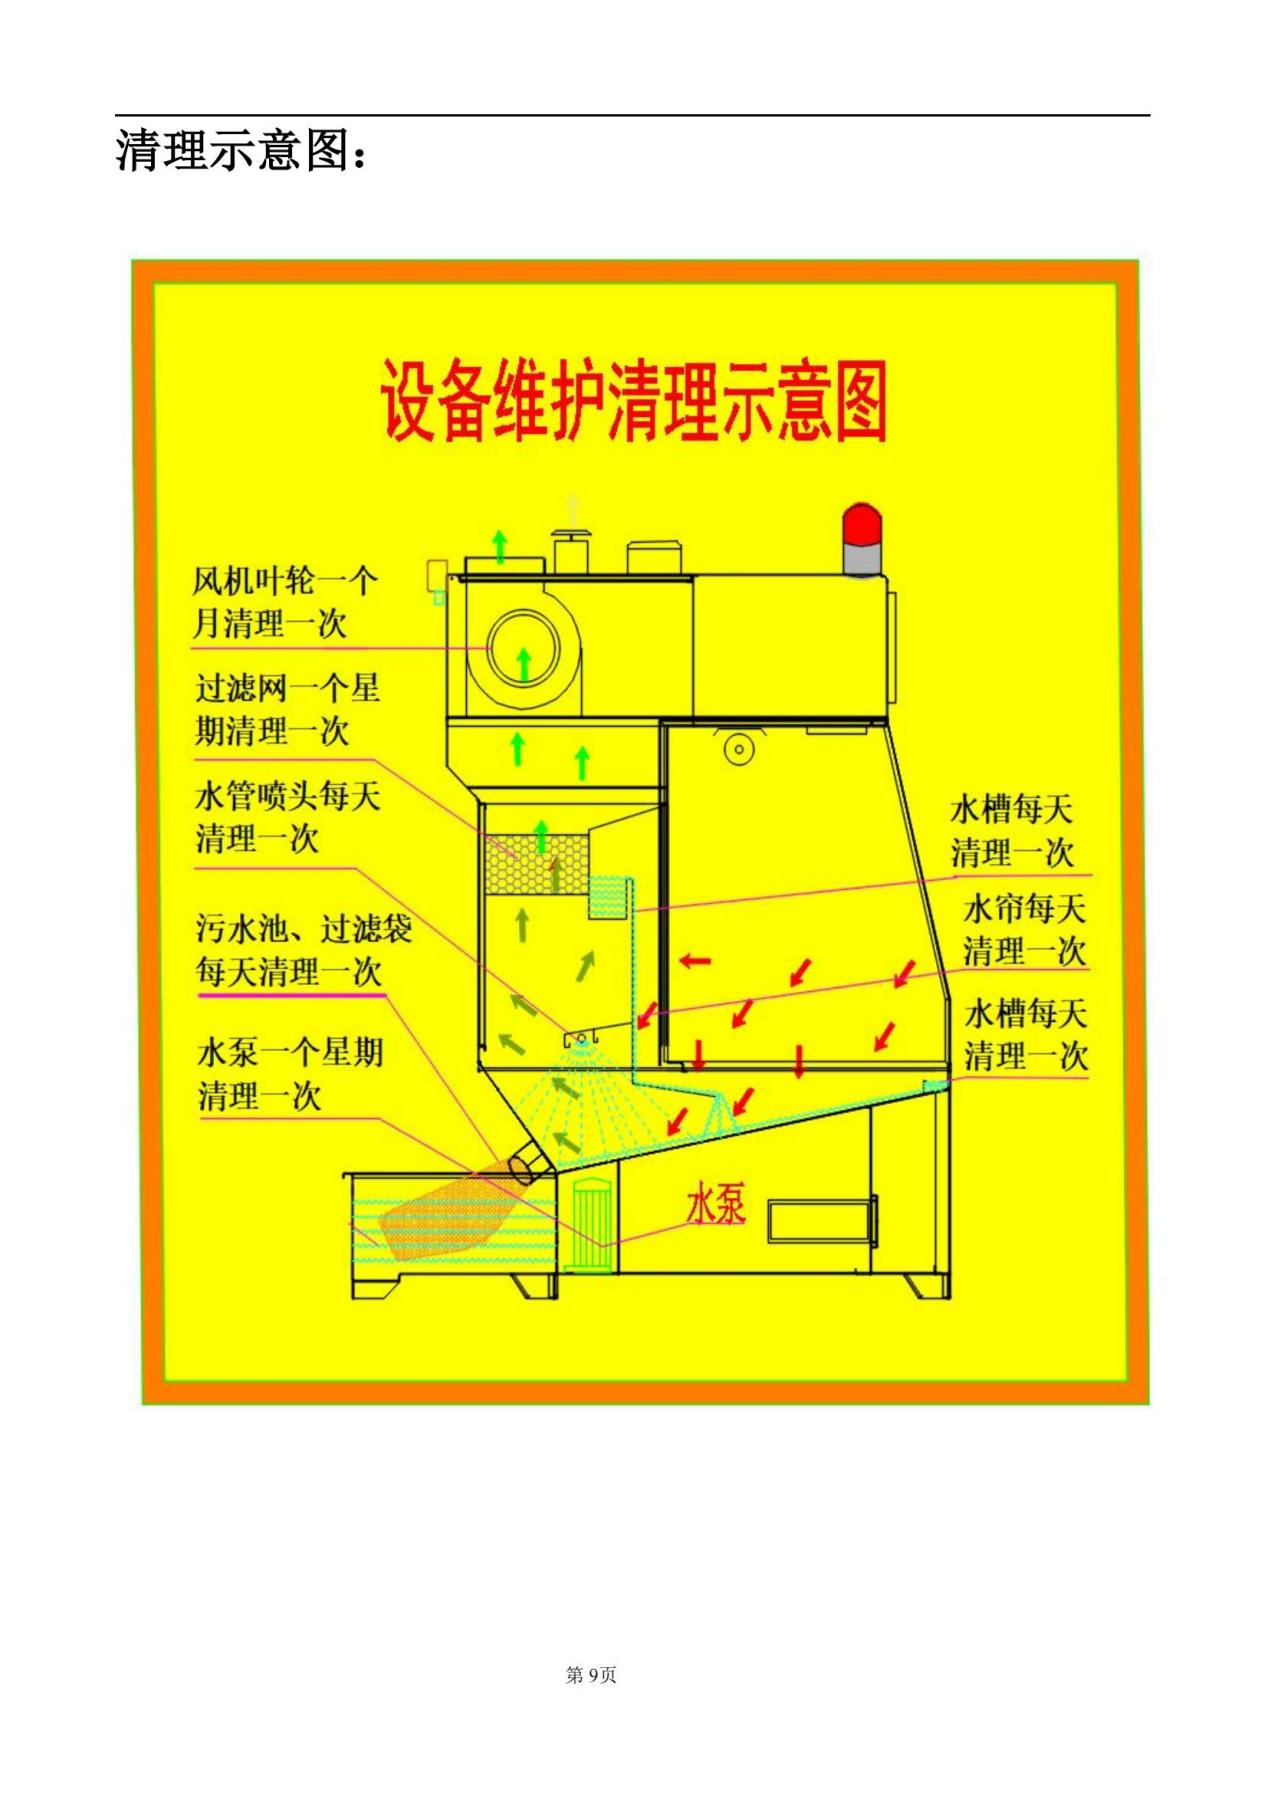 清理示意图：
设备维护清理示意图
风机叶轮一个
月清理一次
过滤网一个星
期清理一次
水管喷头每天
清理一次
污水池、过滤袋
每天清理一次
水泵一个星期
清理一次
水槽每天
清理一次
水帘每天
清理一次
水槽每天
清理一次
水泵
第 9页